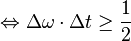 ⇔ Δω · Δt ≥ 1/2